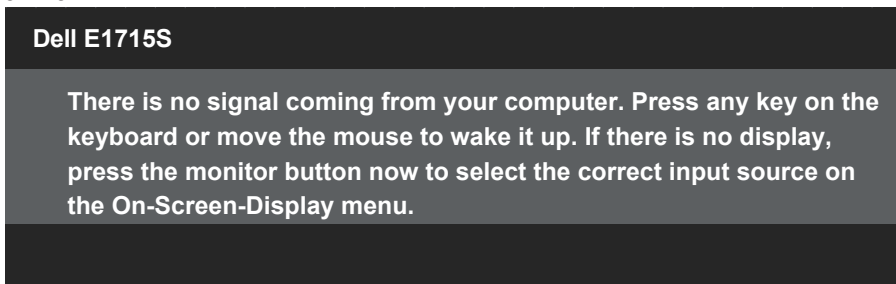 Dell E1715S
There is no signal coming from your computer. Press any key on the
keyboard or move the mouse to wake it up. If there is no display,
press the monitor button now to select the correct input source on
the On-Screen-Display menu.